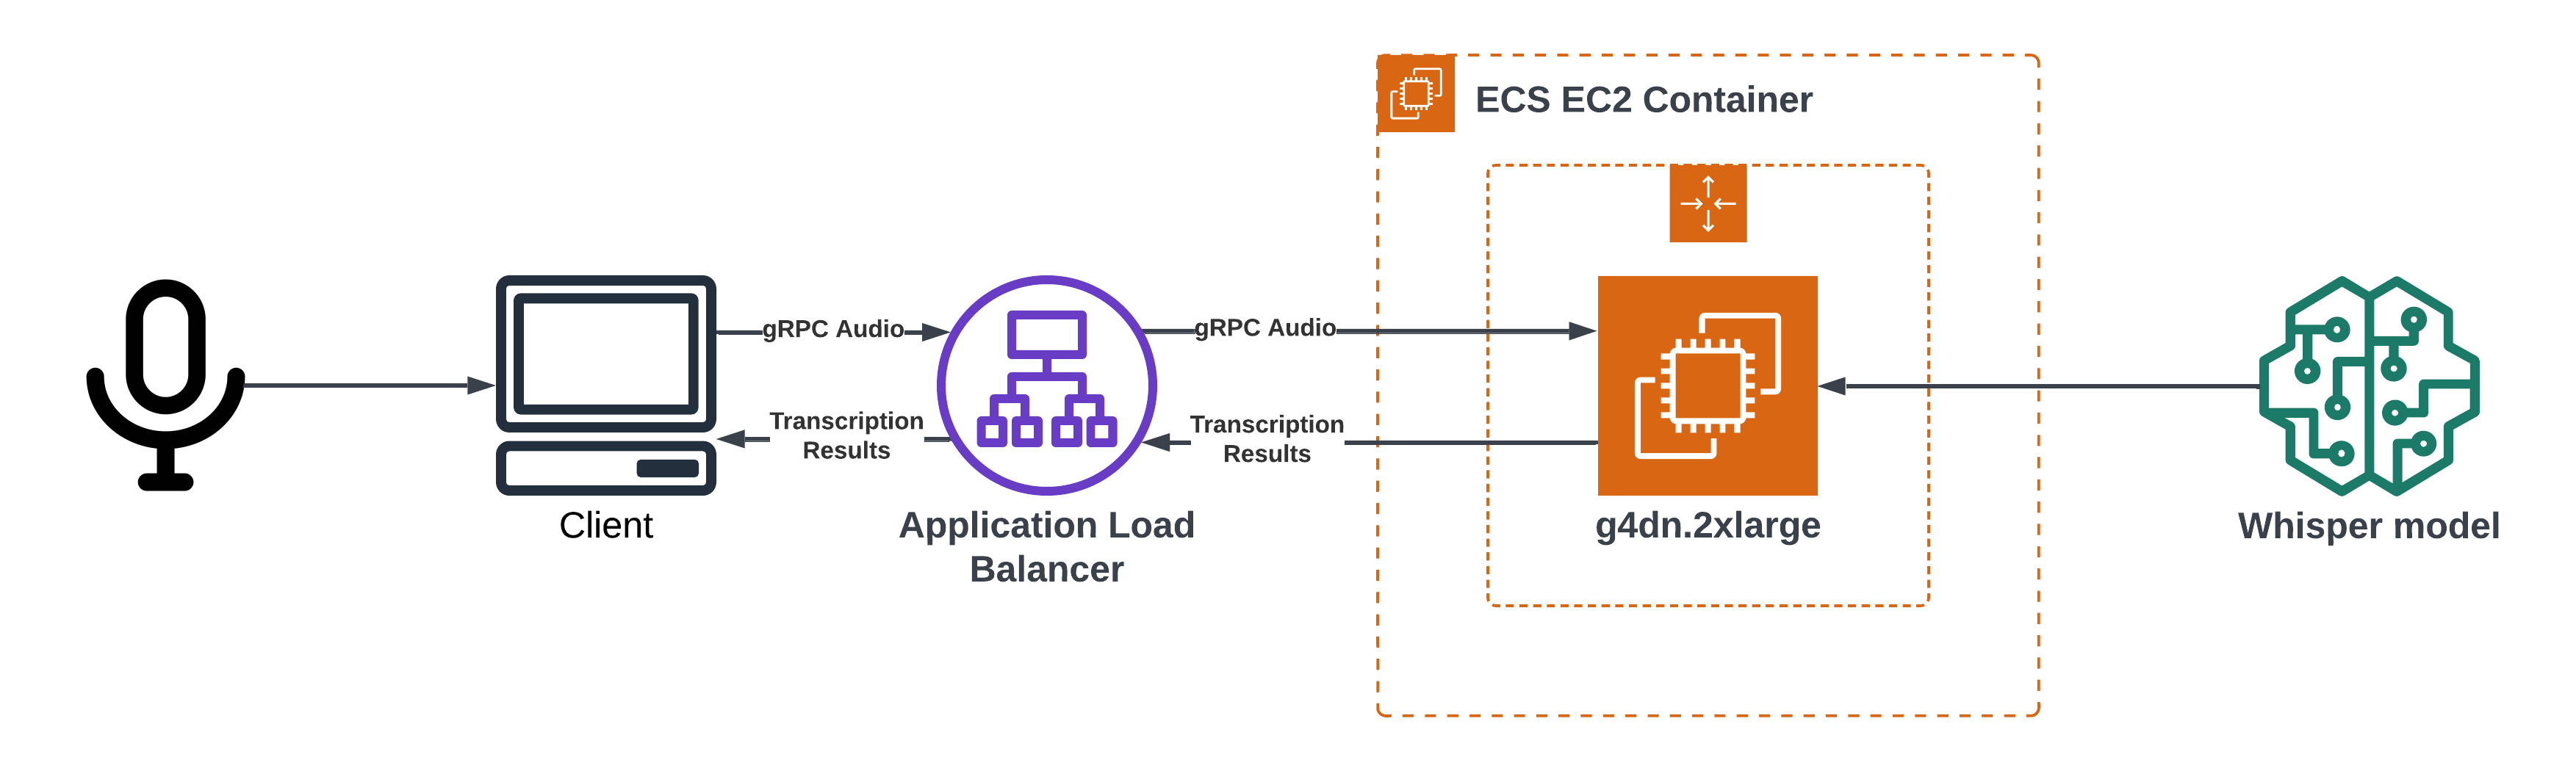 ECS EC2 Container
gRPC Audio
gRPC Audio
Transcription
Results
Transcription
Results
Client
Application Load
Balancer
g4dn.2xlarge
Whisper model